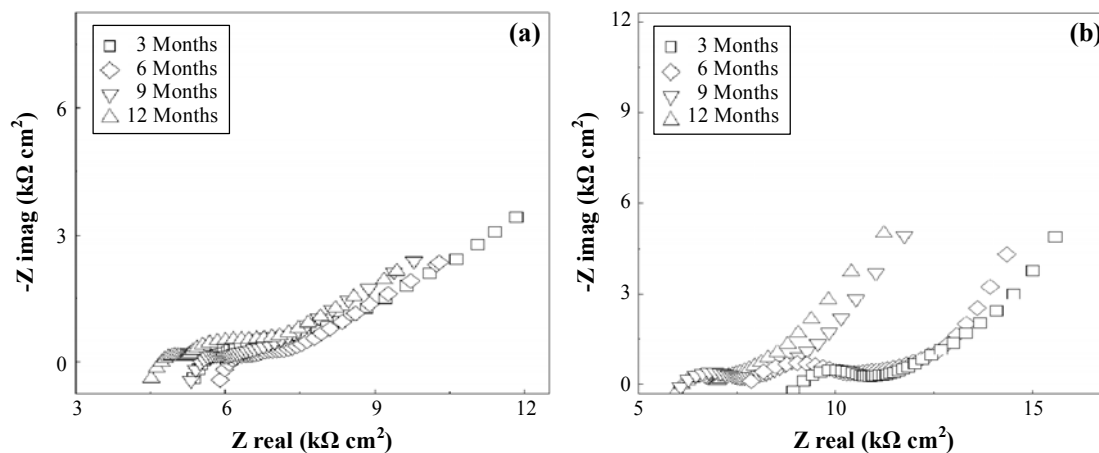 (a)
3 Months
6 Months
9 Months
12 Months
6
3
0
3
6
9
12
-Z imag (kΩ cm²)
Z real (kΩ cm²)
(b)
3 Months
6 Months
9 Months
12 Months
12
9
6
3
0
5
10
15
-Z imag (kΩ cm²)
Z real (kΩ cm²)